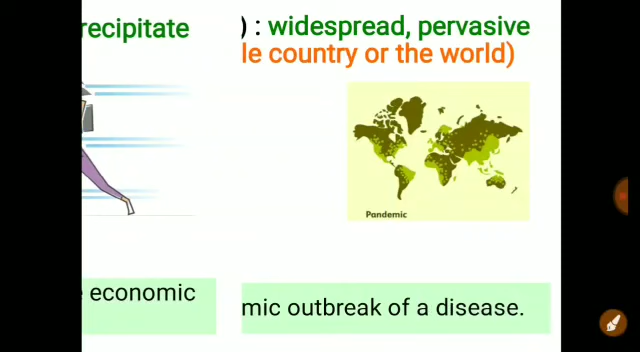 recipitate
) : widespread, pervasive
le country or the world)
Pandemic
economic
mic outbreak of a disease.